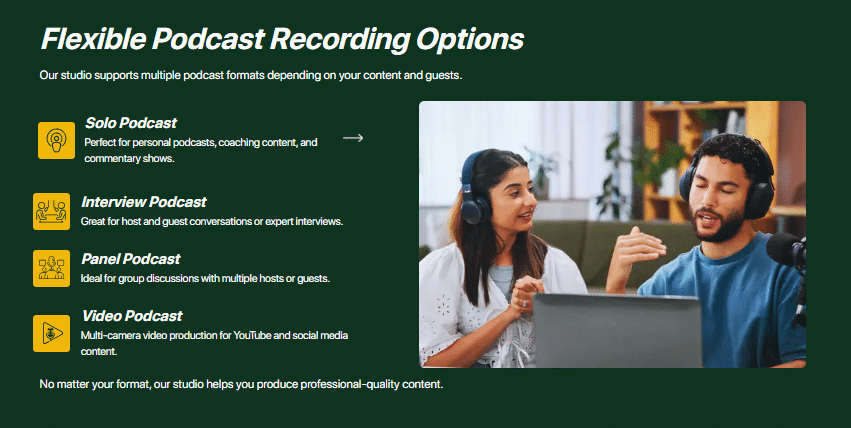 Flexible Podcast Recording Options
Our studio supports multiple podcast formats depending on your content and guests.
Solo Podcast
Perfect for personal podcasts, coaching content, and
commentary shows.
Interview Podcast
Great for host and guest conversations or expert interviews.
Panel Podcast
Ideal for group discussions with multiple hosts or guests.
Video Podcast
Multi-camera video production for YouTube and social media
content.
No matter your format, our studio helps you produce professional-quality content.